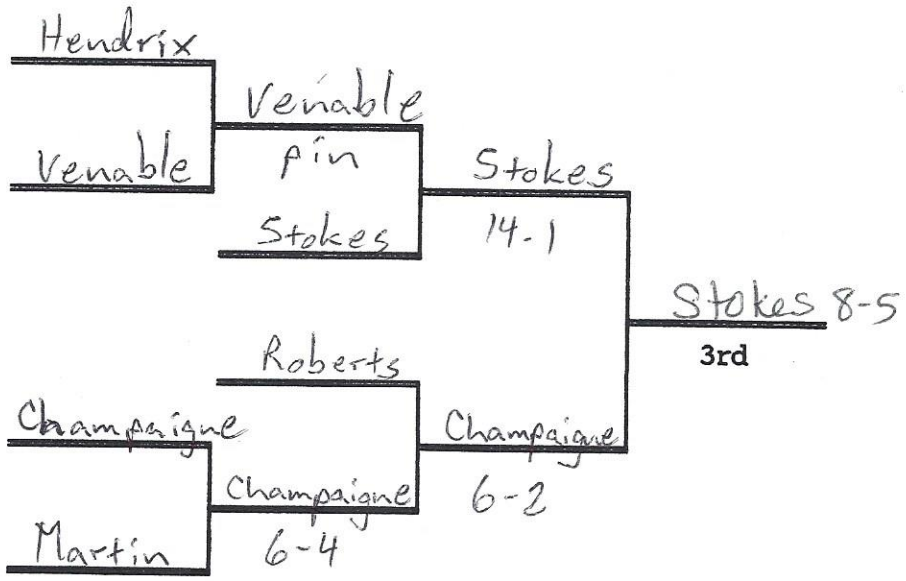 Hendrix
Venable
pin
Venable
Stokes
14-1
Stokes
Stokes 8-5
3rd
Roberts
Champaigne
Champaigne
6-2
Champaigne
6-4
Martin